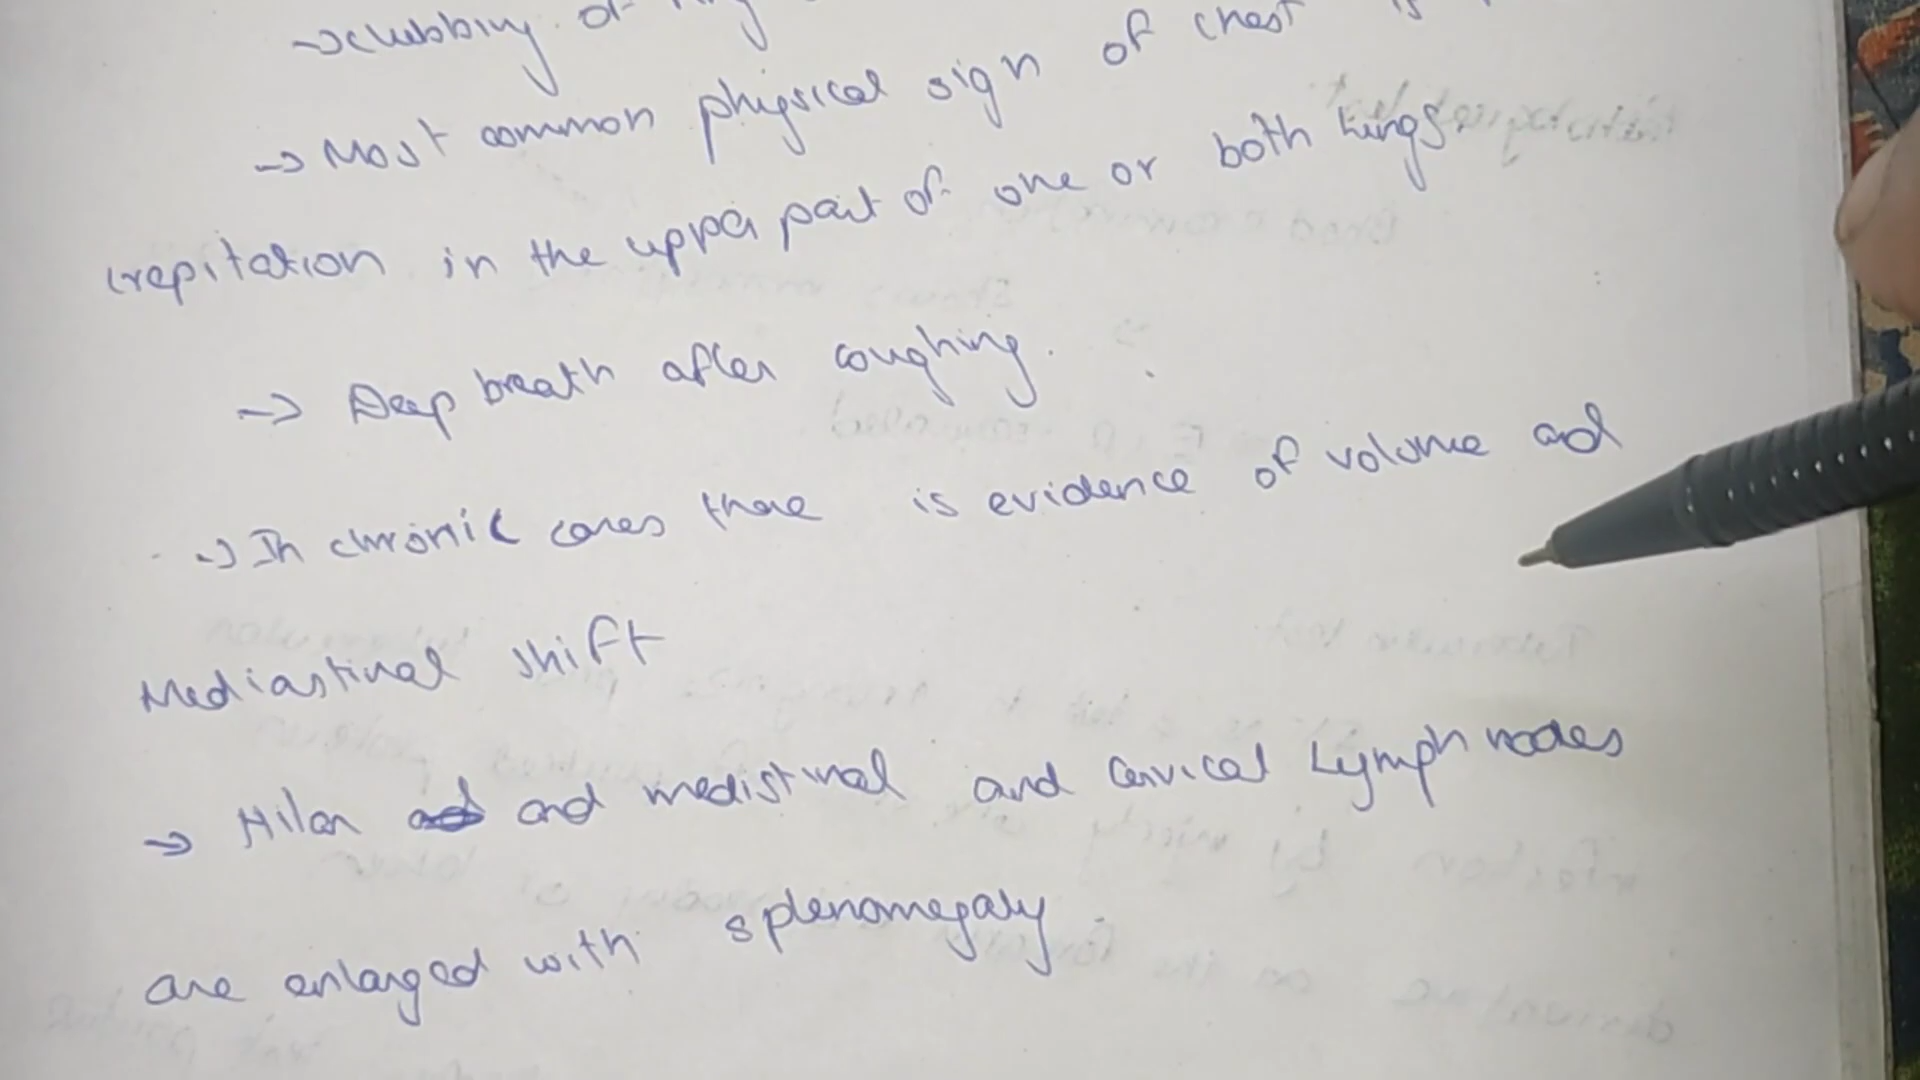 → clubbing of
→ Most common physical sign of chest is
crepitation in the upper part of one or both lungs.
→ Deep breath after coughing.
→ In chronic cases there is evidence of volume and
Mediastinal shift
→ Hilar and medistinal and Cervical Lymph nodes
are enlarged with splenomegaly